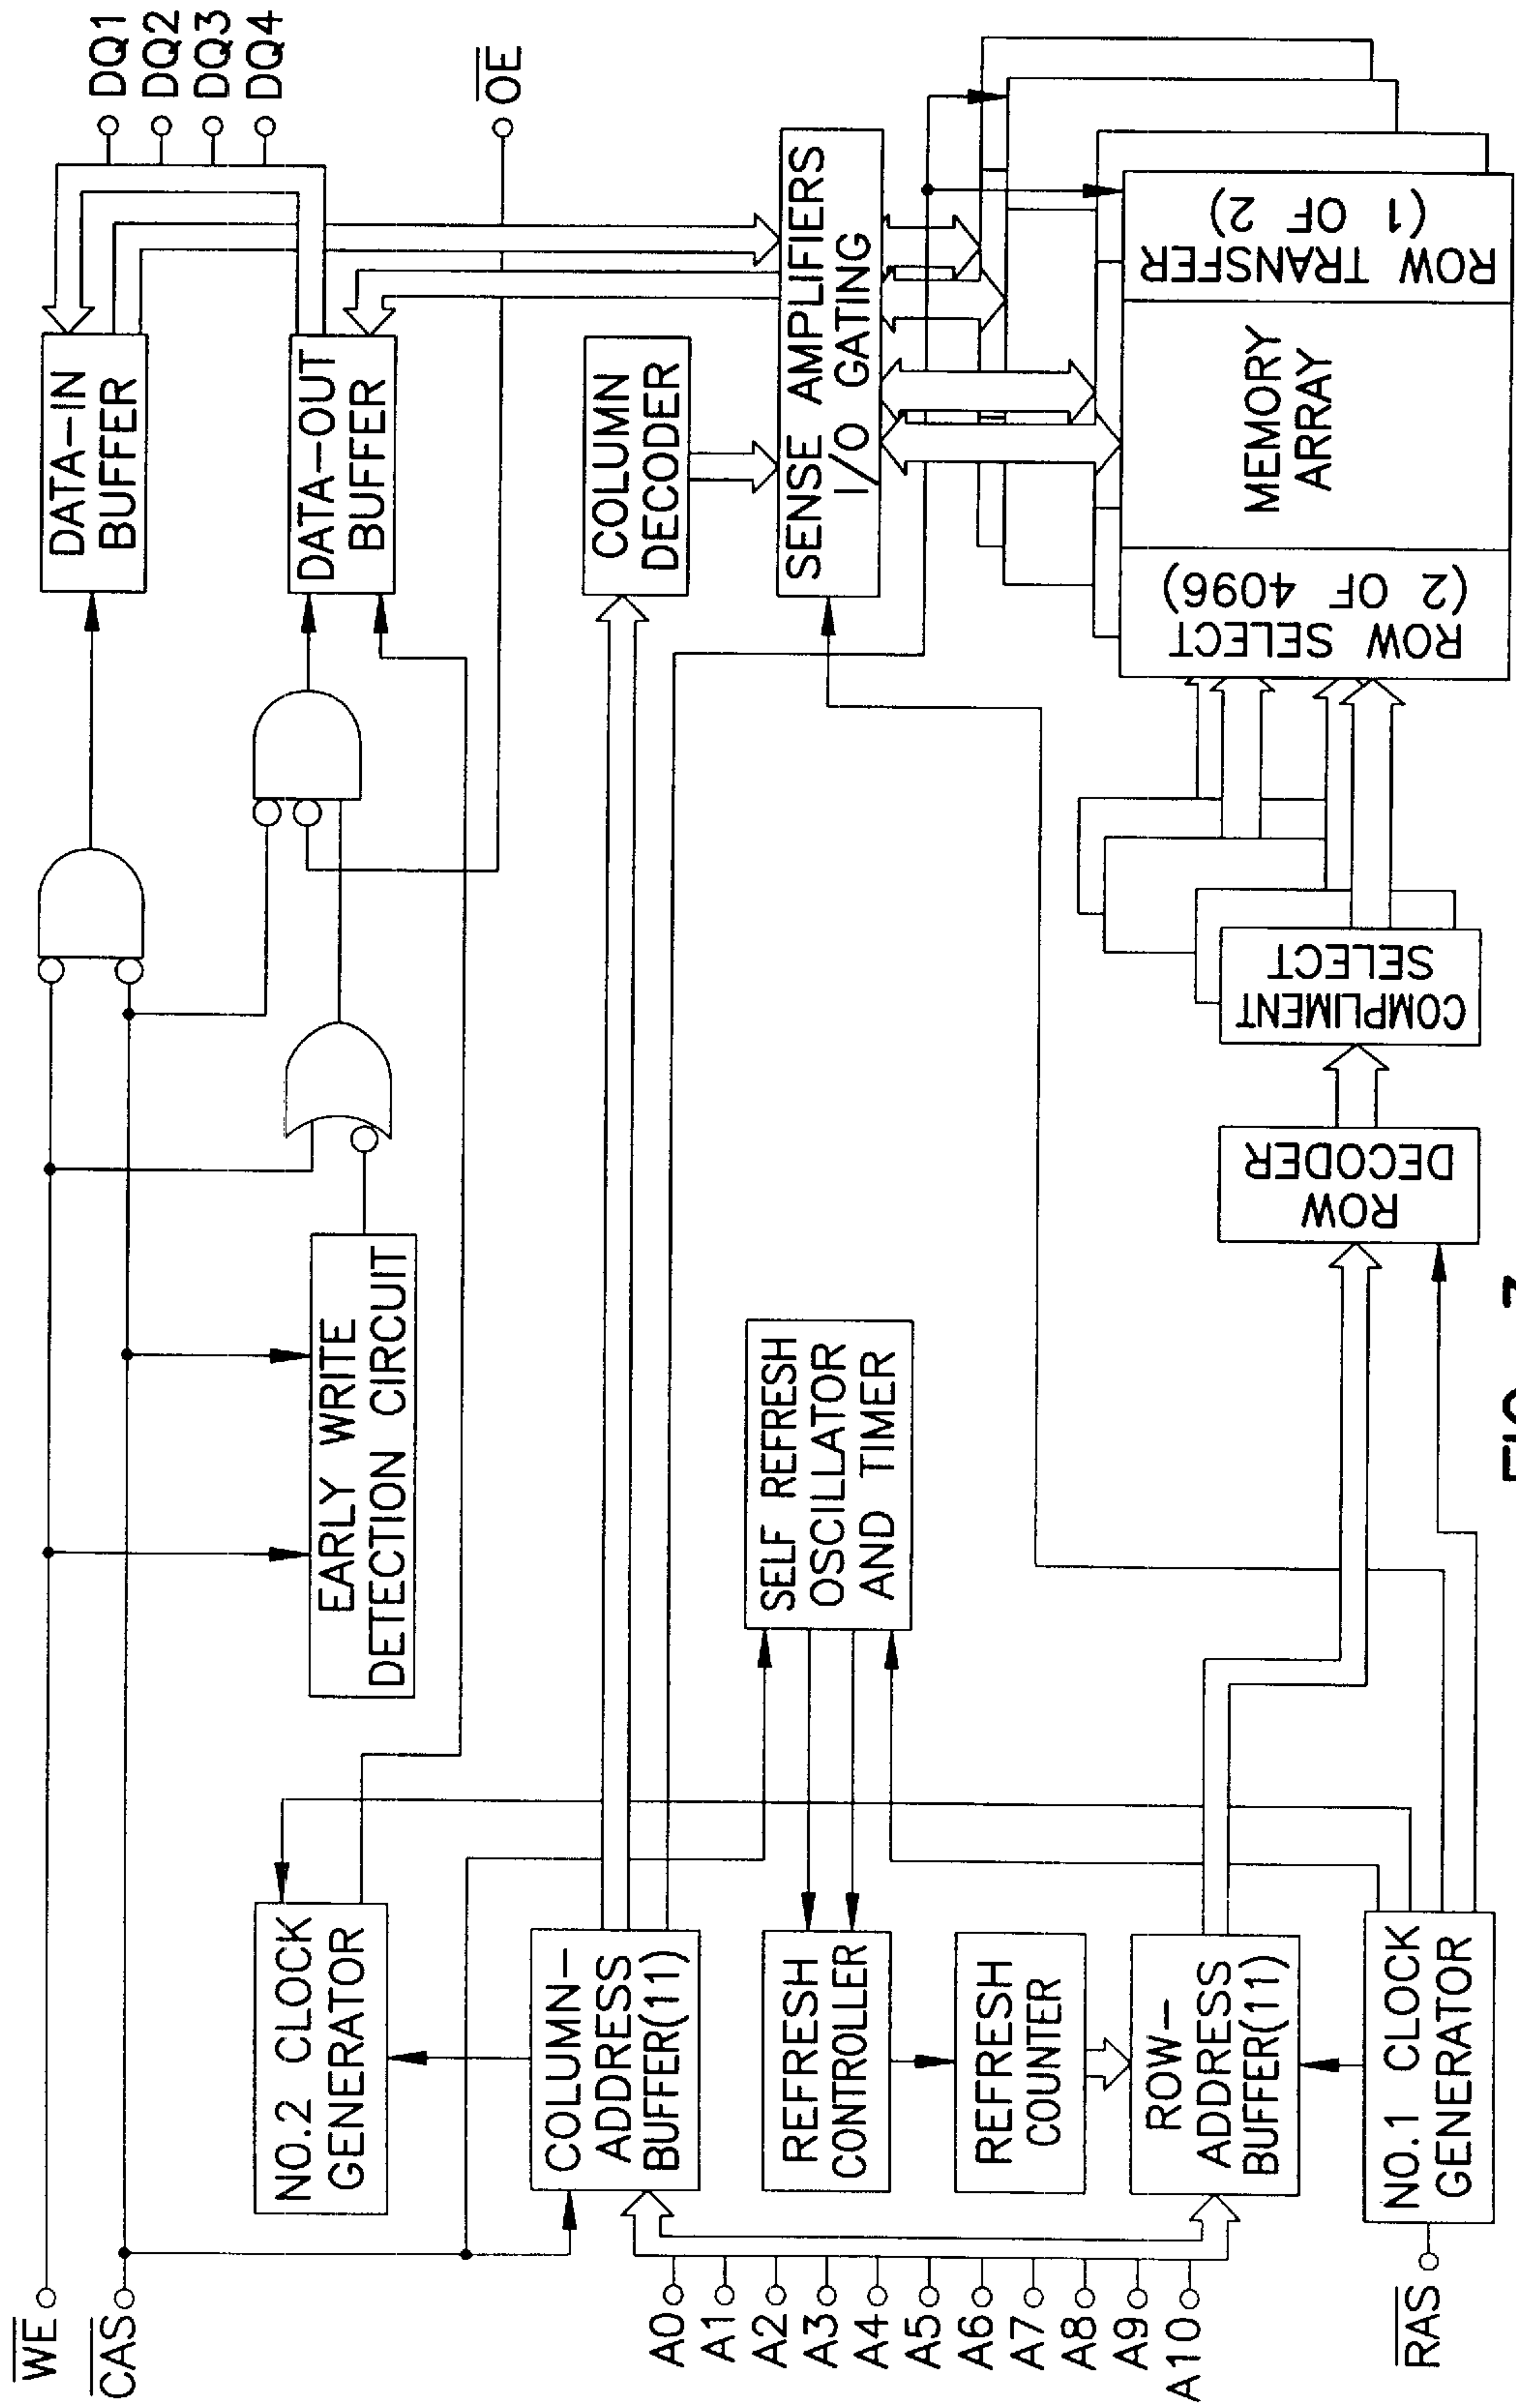 WE
CAS
A0
A1
A2
A3
A4
A5
A6
A7
A8
A9
A10
RAS
NO.2 CLOCK
GENERATOR
COLUMN-
ADDRESS
BUFFER(11)
REFRESH
CONTROLLER
REFRESH
COUNTER
ROW-
ADDRESS
BUFFER(11)
NO.1 CLOCK
GENERATOR
EARLY WRITE
DETECTION CIRCUIT
SELF REFRESH
OSCILLATOR
AND TIMER
ROW
DECODER
COMPLIMENT
SELECT
DATA-IN
BUFFER
DATA-OUT
BUFFER
COLUMN
DECODER
SENSE AMPLIFIERS
I/O GATING
ROW SELECT
(2 OF 4096)
MEMORY
ARRAY
ROW TRANSFER
(1 OF 2)
DQ1
DQ2
DQ3
DQ4
OE